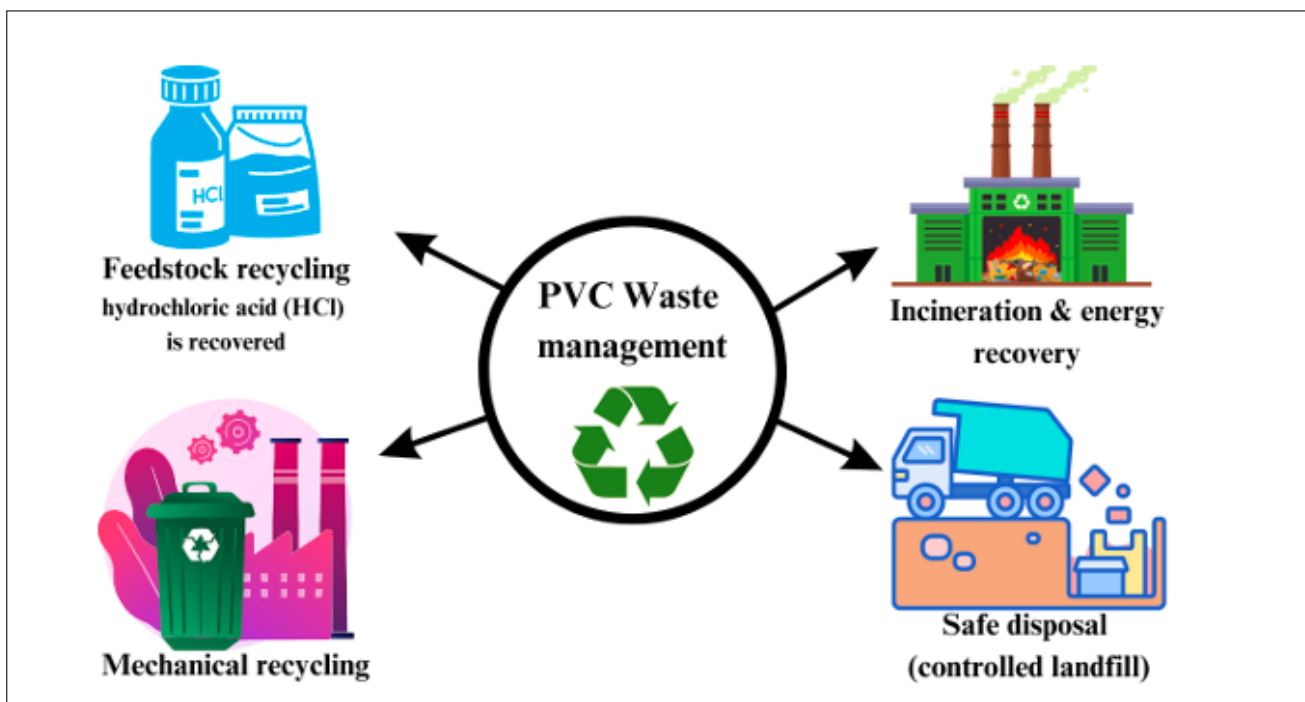 HCl
Feedstock recycling
hydrochloric acid (HCl)
is recovered
PVC Waste
management
Incineration & energy
recovery
Mechanical recycling
Safe disposal
(controlled landfill)